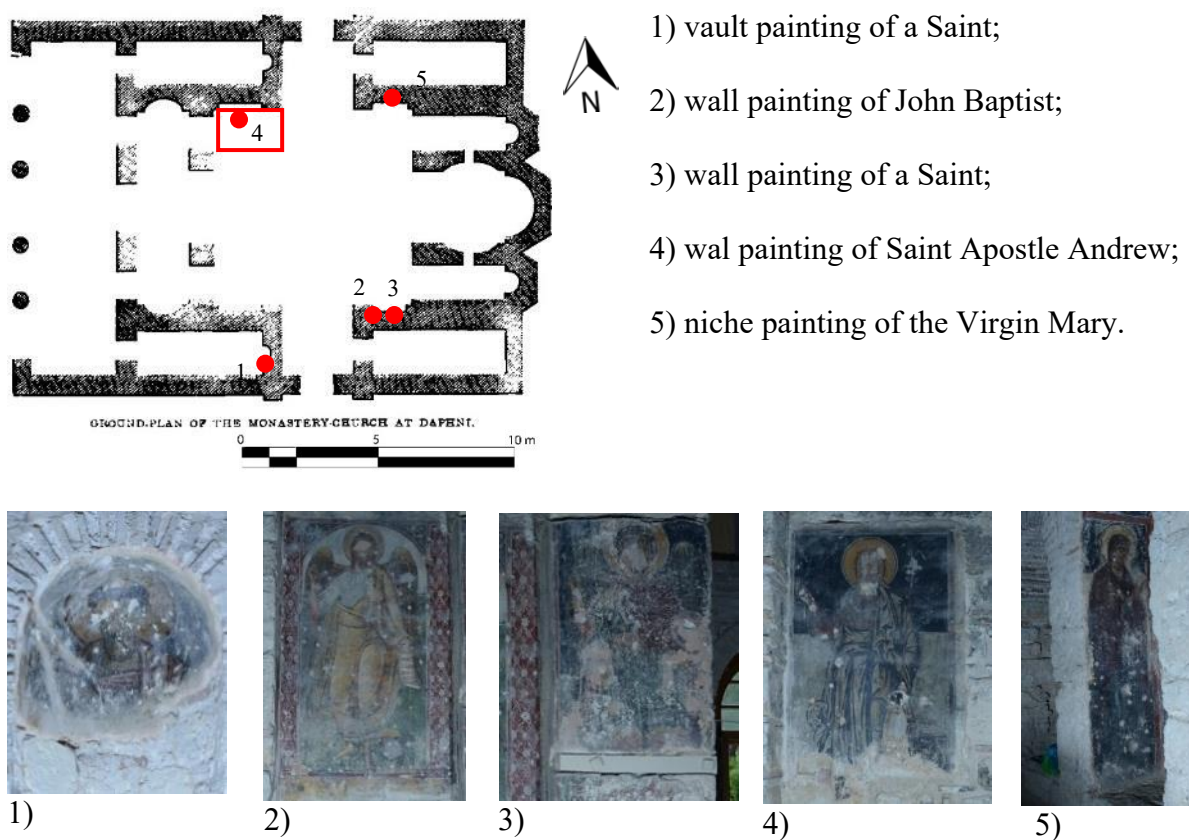 1) vault painting of a Saint;
2) wall painting of John Baptist;
3) wall painting of a Saint;
4) wal painting of Saint Apostle Andrew;
5) niche painting of the Virgin Mary.
5
4
N
2 3
1
GROUND-PLAN OF THE MONASTERY-CHURCH AT DAPHNI.
0 5 10 m
1)
2)
3)
4)
5)